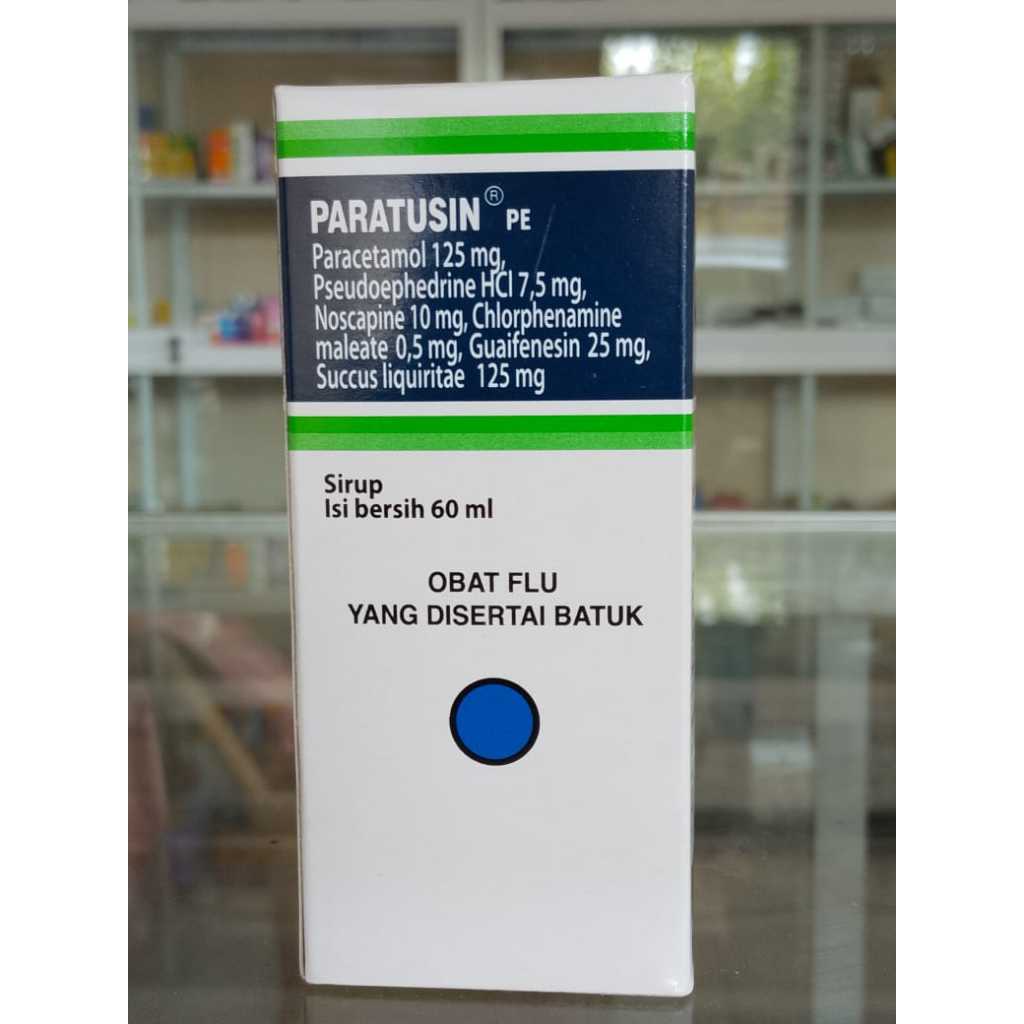 PARATUSIN® PE
Paracetamol 125 mg,
Pseudoephedrine HCl 7,5 mg,
Noscapine 10 mg, Chlorphenamine
maleate 0,5 mg, Guaifenesin 25 mg,
Succus liquiritae 125 mg
Sirup
Isi bersih 60 ml
OBAT FLU
YANG DISERTAI BATUK